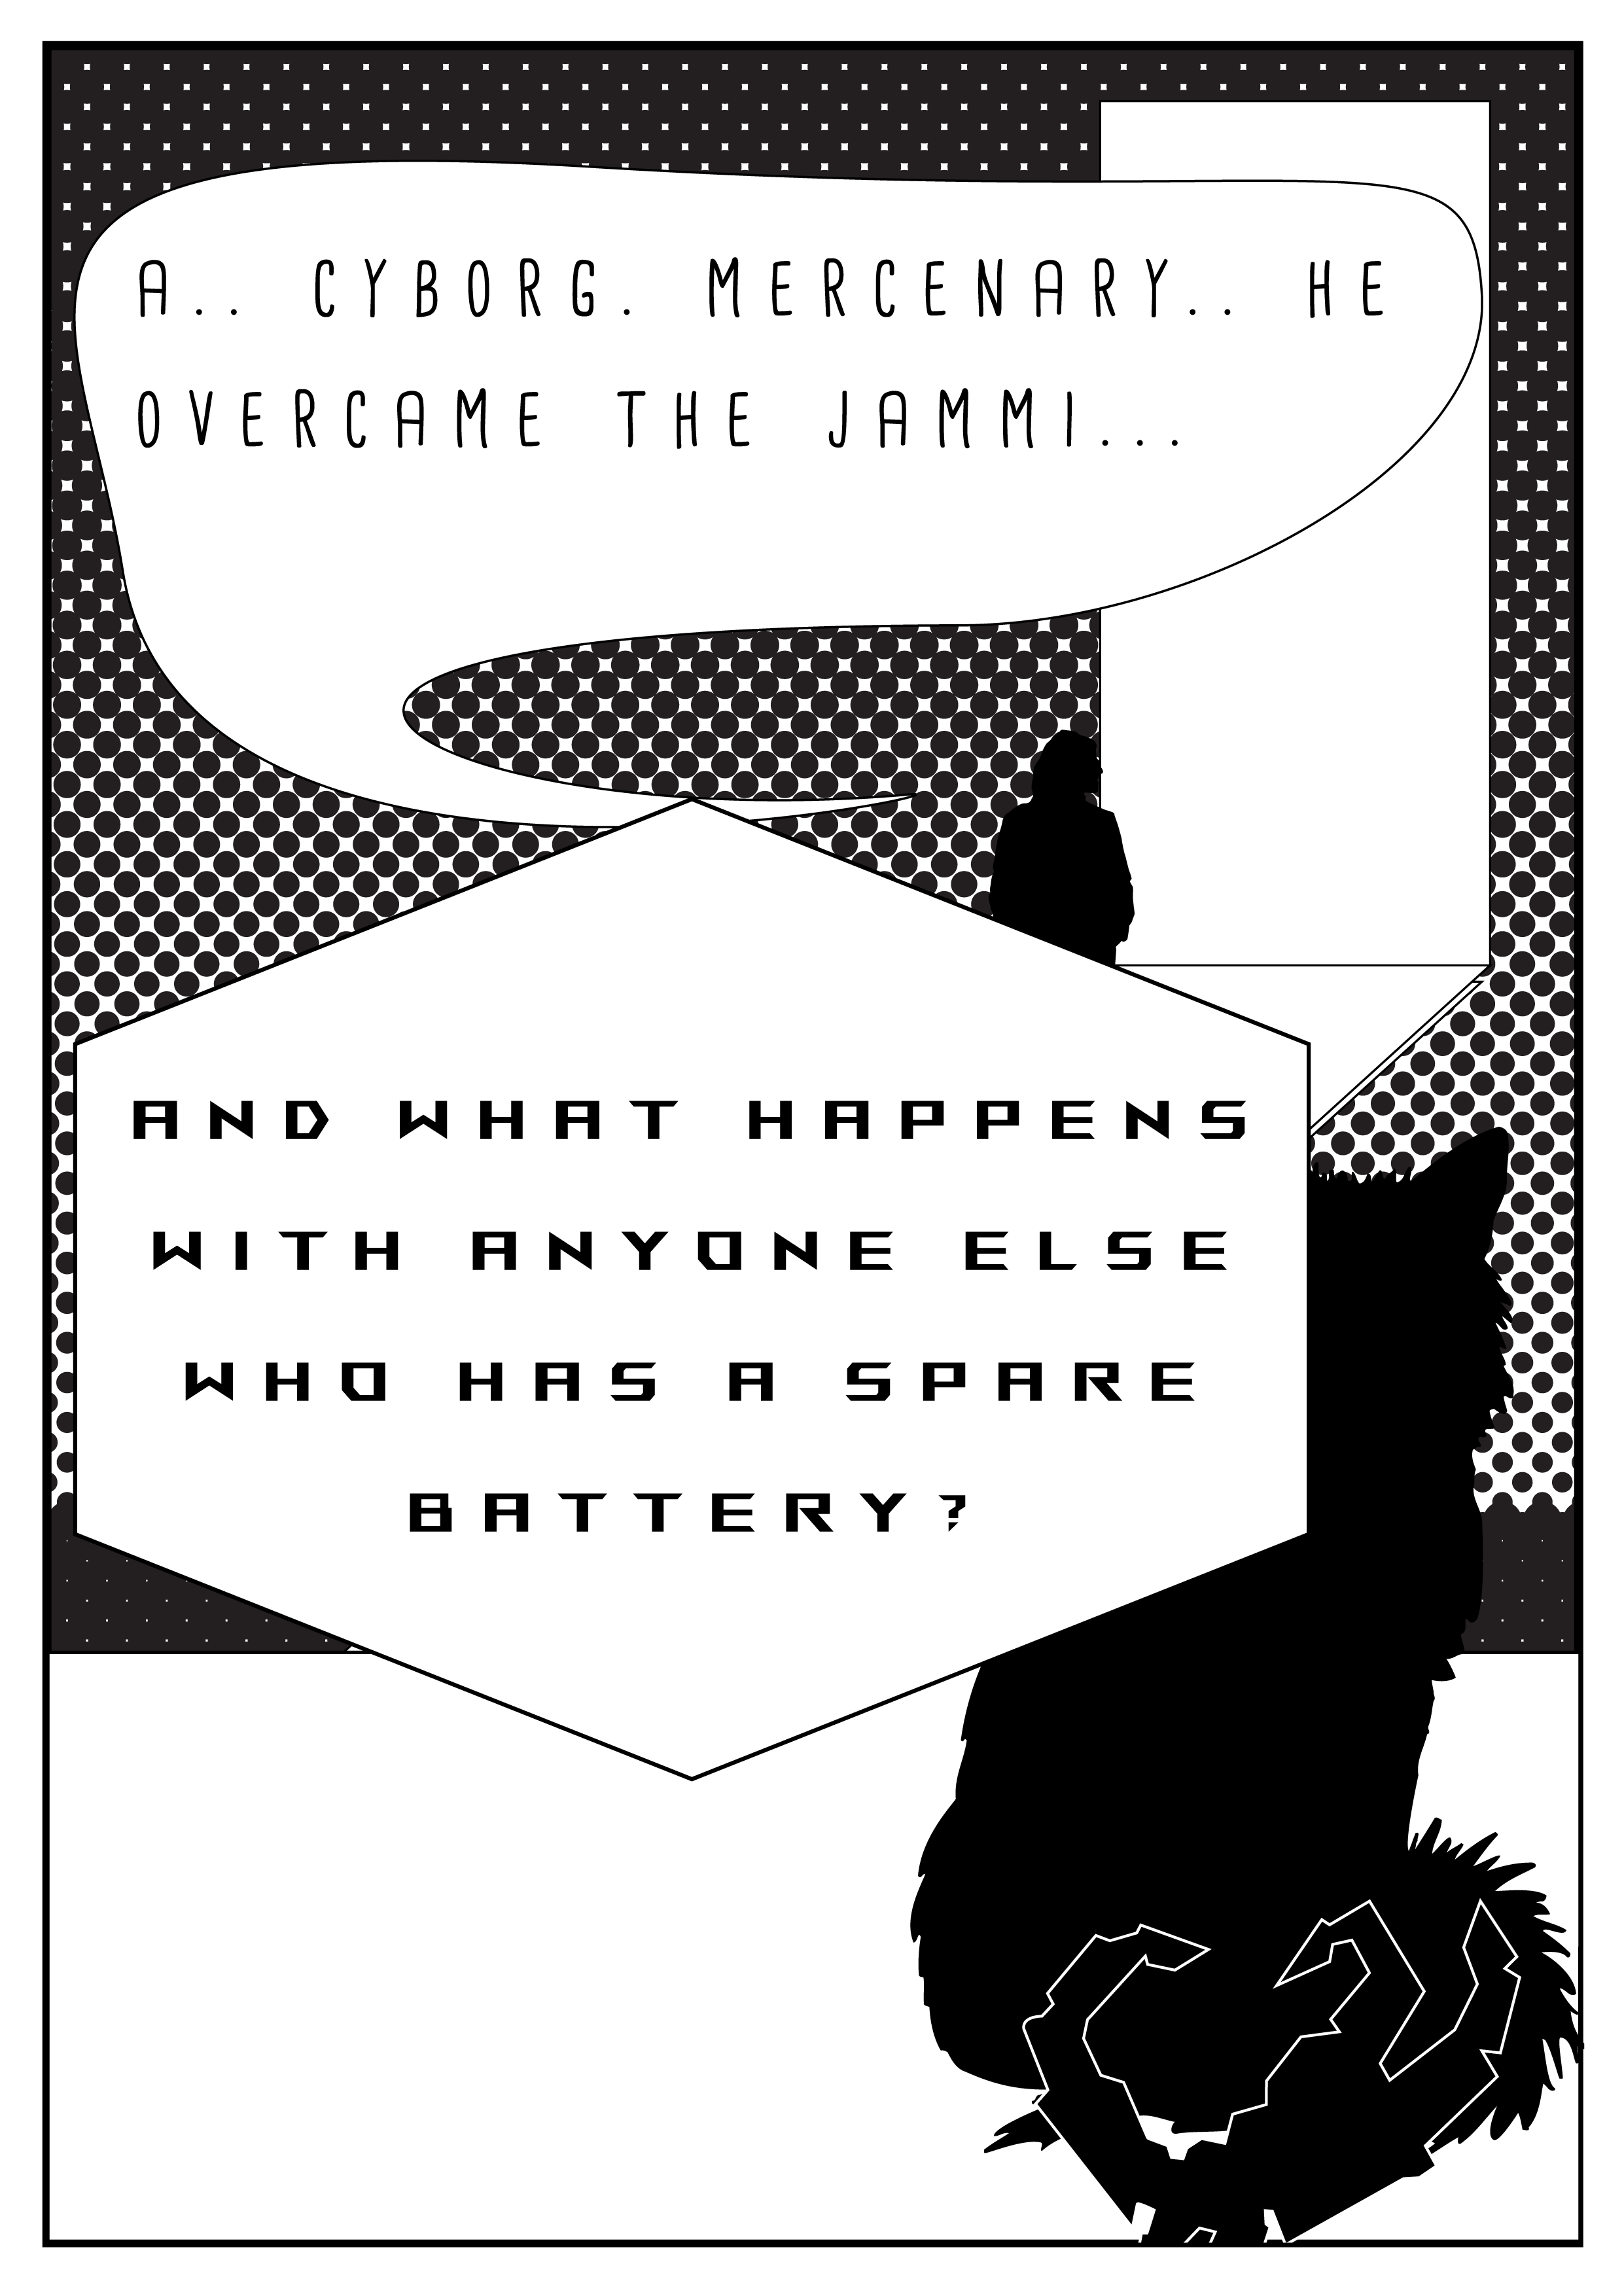 A.. CYBORG. MERCENARY.. HE
OVERCAME THE JAMMI...
AND WHAT HAPPENS
WITH ANYONE ELSE
WHO HAS A SPARE
BATTERY?